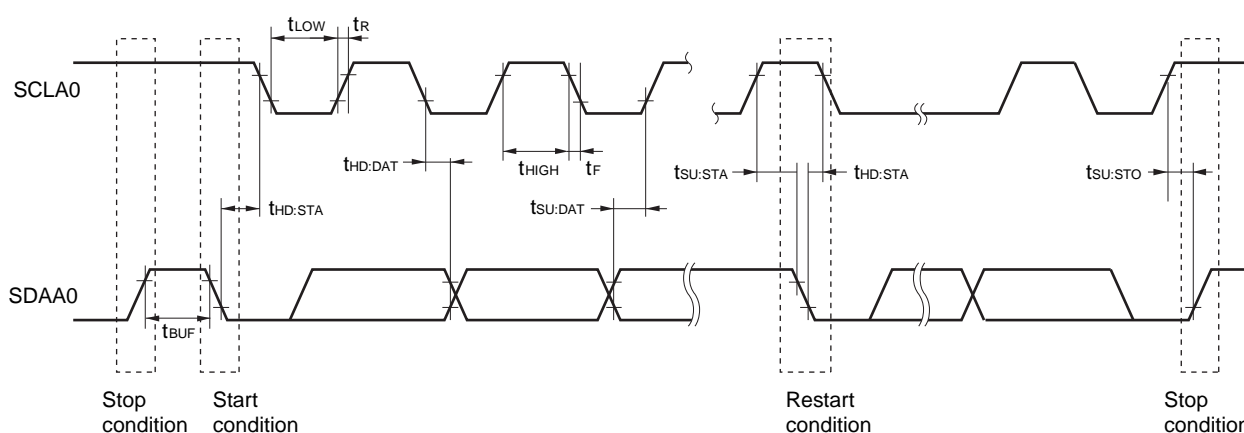 tLOW
tR
SCLA0
tHD:DAT
tHIGH
tF
tSU:STA
tHD:STA
tSU:STO
tHD:STA
tSU:DAT
SDAA0
tBUF
Stop
condition
Start
condition
Restart
condition
Stop
condition